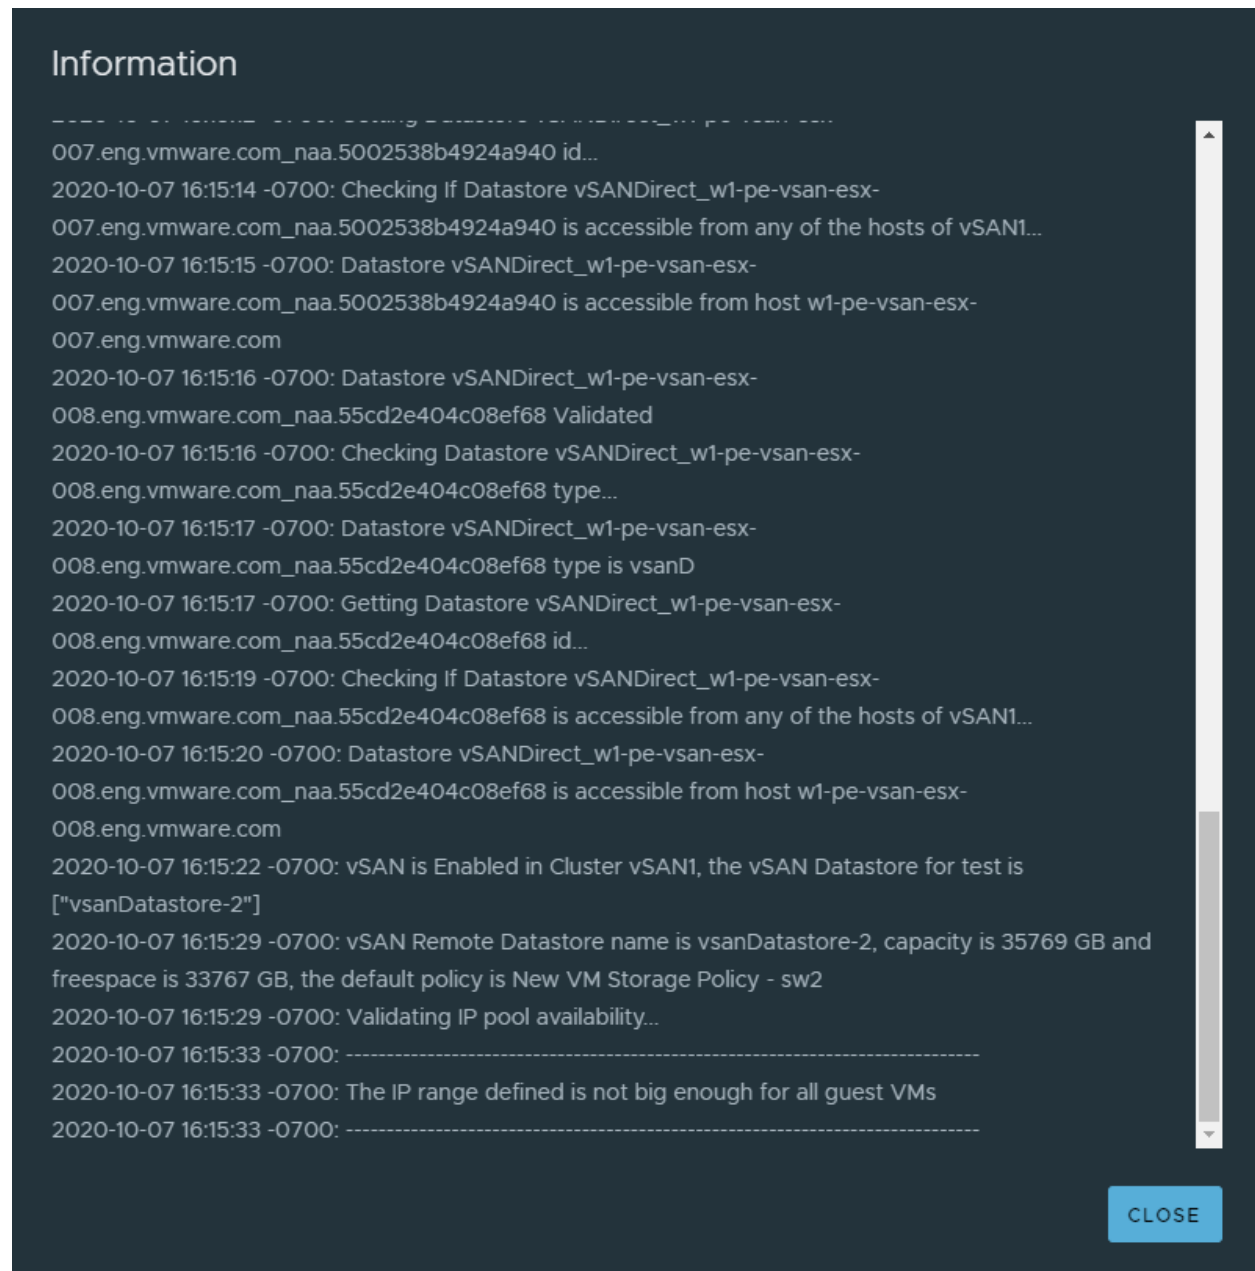 Information
007.eng.vmware.com_naa.5002538b4924a940 id...
2020-10-07 16:15:14 -0700: Checking If Datastore vSANDirect_w1-pe-vsan-esx-
007.eng.vmware.com_naa.5002538b4924a940 is accessible from any of the hosts of vSAN1...
2020-10-07 16:15:15 -0700: Datastore vSANDirect_w1-pe-vsan-esx-
007.eng.vmware.com_naa.5002538b4924a940 is accessible from host w1-pe-vsan-esx-
007.eng.vmware.com
2020-10-07 16:15:16 -0700: Datastore vSANDirect_w1-pe-vsan-esx-
008.eng.vmware.com_naa.55cd2e404c08ef68 Validated
2020-10-07 16:15:16 -0700: Checking Datastore vSANDirect_w1-pe-vsan-esx-
008.eng.vmware.com_naa.55cd2e404c08ef68 type...
2020-10-07 16:15:17 -0700: Datastore vSANDirect_w1-pe-vsan-esx-
008.eng.vmware.com_naa.55cd2e404c08ef68 type is vsanD
2020-10-07 16:15:17 -0700: Getting Datastore vSANDirect_w1-pe-vsan-esx-
008.eng.vmware.com_naa.55cd2e404c08ef68 id...
2020-10-07 16:15:19 -0700: Checking If Datastore vSANDirect_w1-pe-vsan-esx-
008.eng.vmware.com_naa.55cd2e404c08ef68 is accessible from any of the hosts of vSAN1...
2020-10-07 16:15:20 -0700: Datastore vSANDirect_w1-pe-vsan-esx-
008.eng.vmware.com_naa.55cd2e404c08ef68 is accessible from host w1-pe-vsan-esx-
008.eng.vmware.com
2020-10-07 16:15:22 -0700: vSAN is Enabled in Cluster vSAN1, the vSAN Datastore for test is
["vsanDatastore-2"]
2020-10-07 16:15:29 -0700: vSAN Remote Datastore name is vsanDatastore-2, capacity is 35769 GB and
freespace is 33767 GB, the default policy is New VM Storage Policy - sw2
2020-10-07 16:15:29 -0700: Validating IP pool availability...
2020-10-07 16:15:33 -0700: ------------------------------------------------------------------------------
2020-10-07 16:15:33 -0700: The IP range defined is not big enough for all guest VMs
2020-10-07 16:15:33 -0700: ------------------------------------------------------------------------------
CLOSE